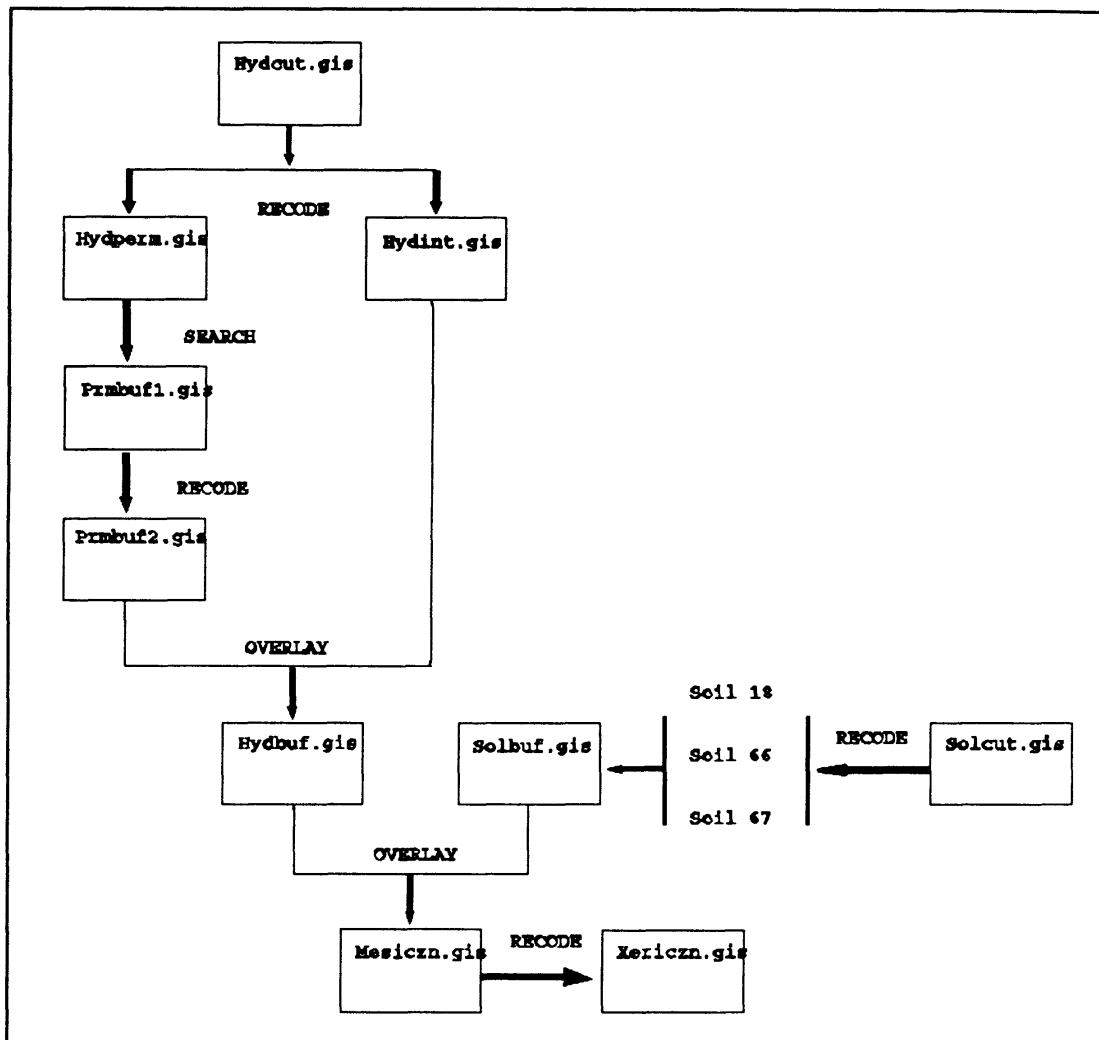 Hydcut.gis
RECODE
Hydperm.gis
Hydint.gis
SEARCH
Prmbuf1.gis
RECODE
Prmbuf2.gis
OVERLAY
Soil 18
Hydbuf.gis
Solbuf.gis
Soil 66
RECODE
Solcut.gis
Soil 67
OVERLAY
Mesiczn.gis
RECODE
Xericzn.gis